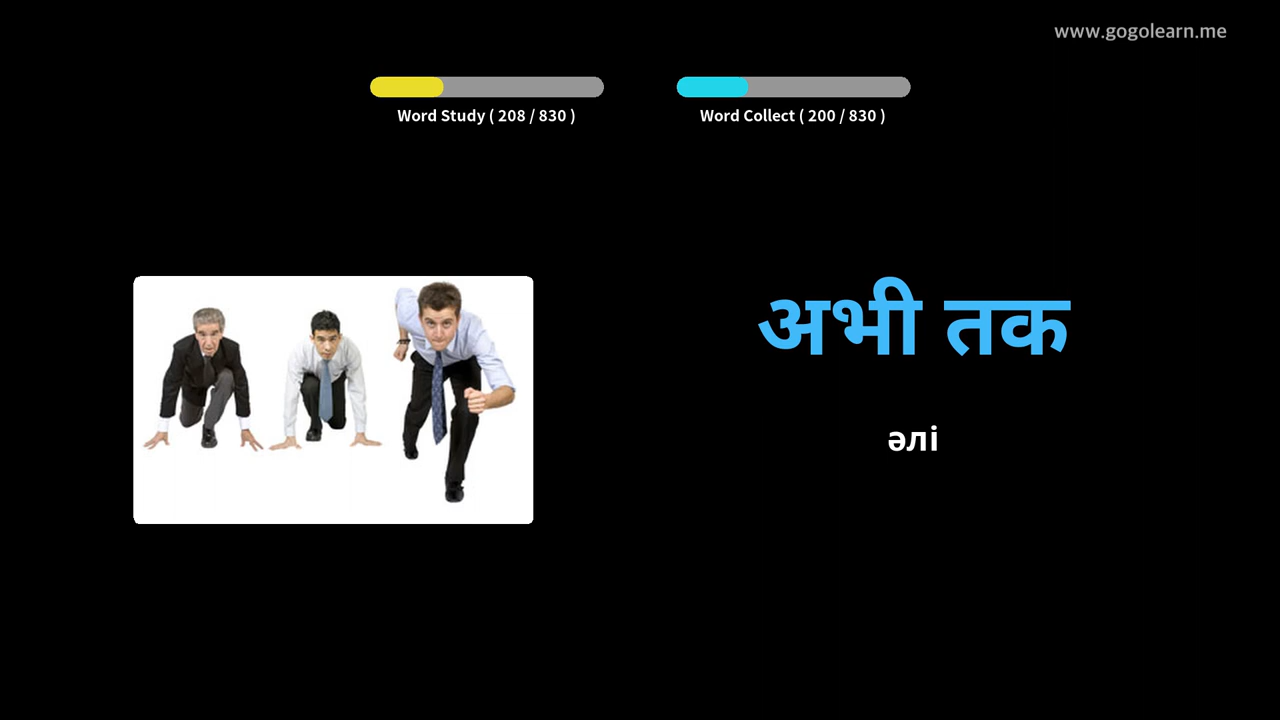 www.gogolearn.me
Word Study ( 208 / 830 )
Word Collect ( 200 / 830 )
अभी तक
әлі